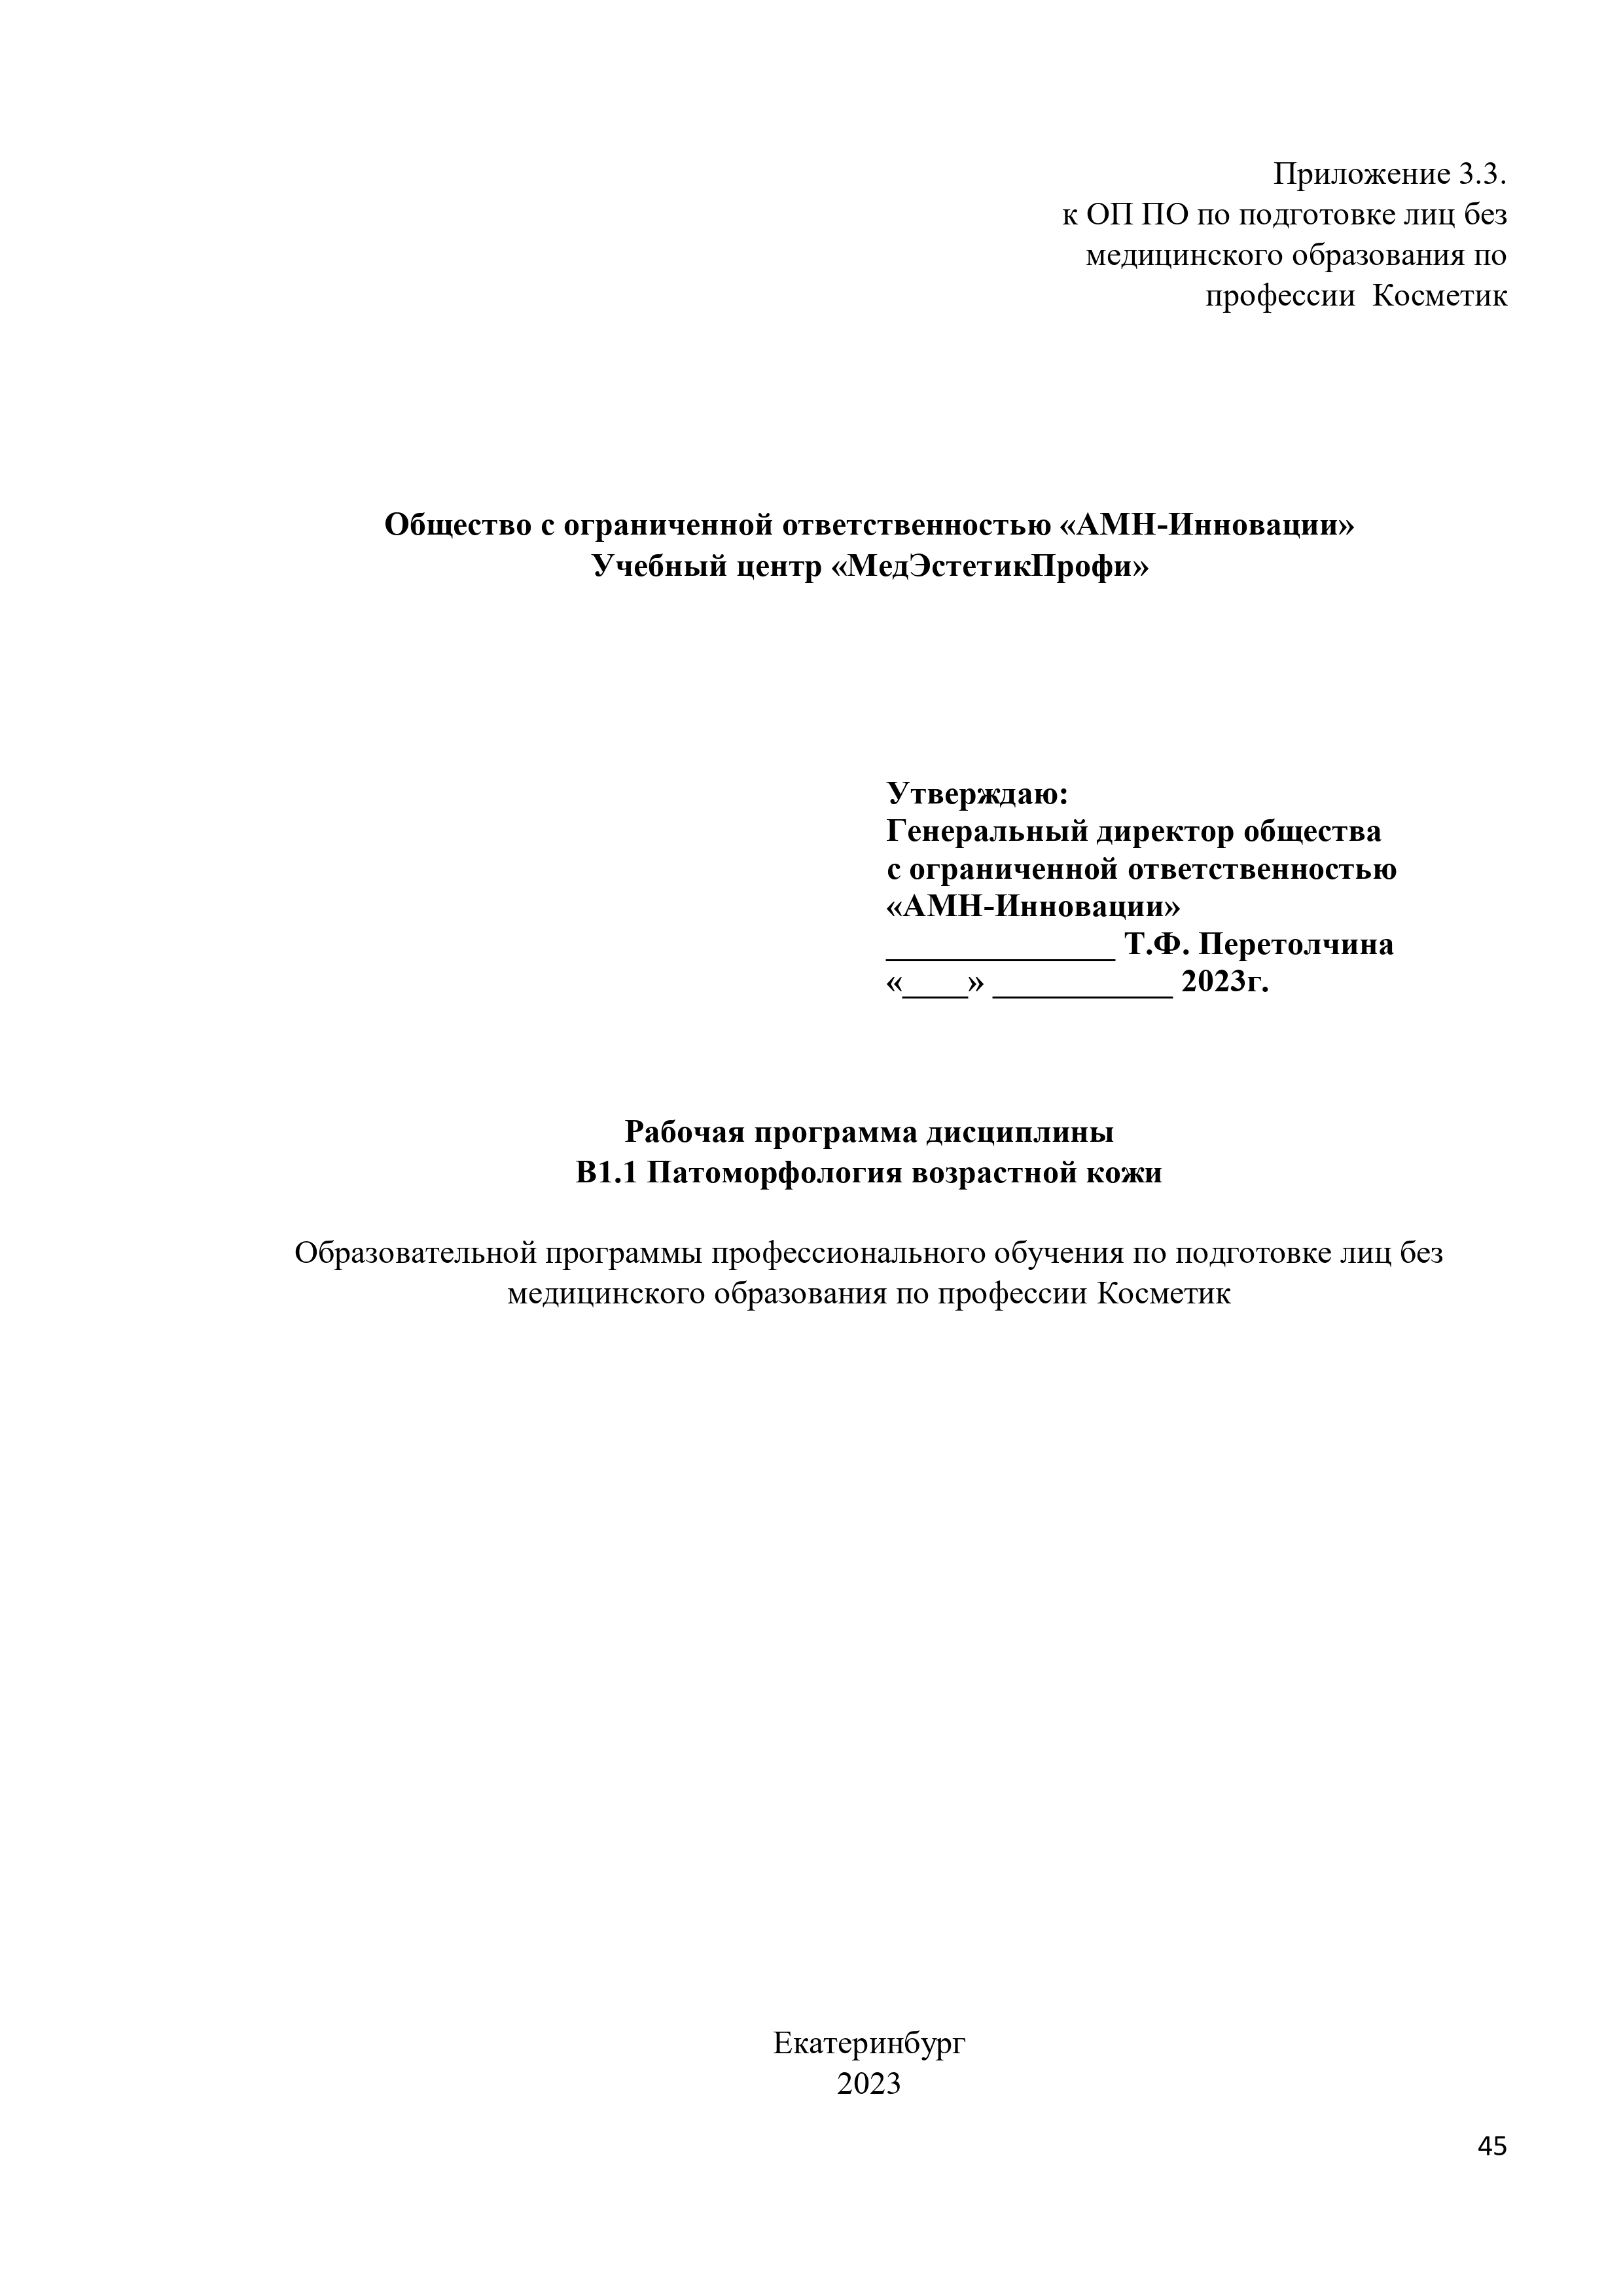 Приложение 3.3.
к ОП ПО по подготовке лиц без
медицинского образования по
профессии  Косметик
Общество с ограниченной ответственностью «АМН-Инновации»
Учебный центр «МедЭстетикПрофи»
Утверждаю:
Генеральный директор общества
с ограниченной ответственностью
«АМН-Инновации»
______________ Т.Ф. Перетолчина
«____» ___________ 2023г.
Рабочая программа дисциплины
В1.1 Патоморфология возрастной кожи
Образовательной программы профессионального обучения по подготовке лиц без
медицинского образования по профессии Косметик
Екатеринбург
2023
45